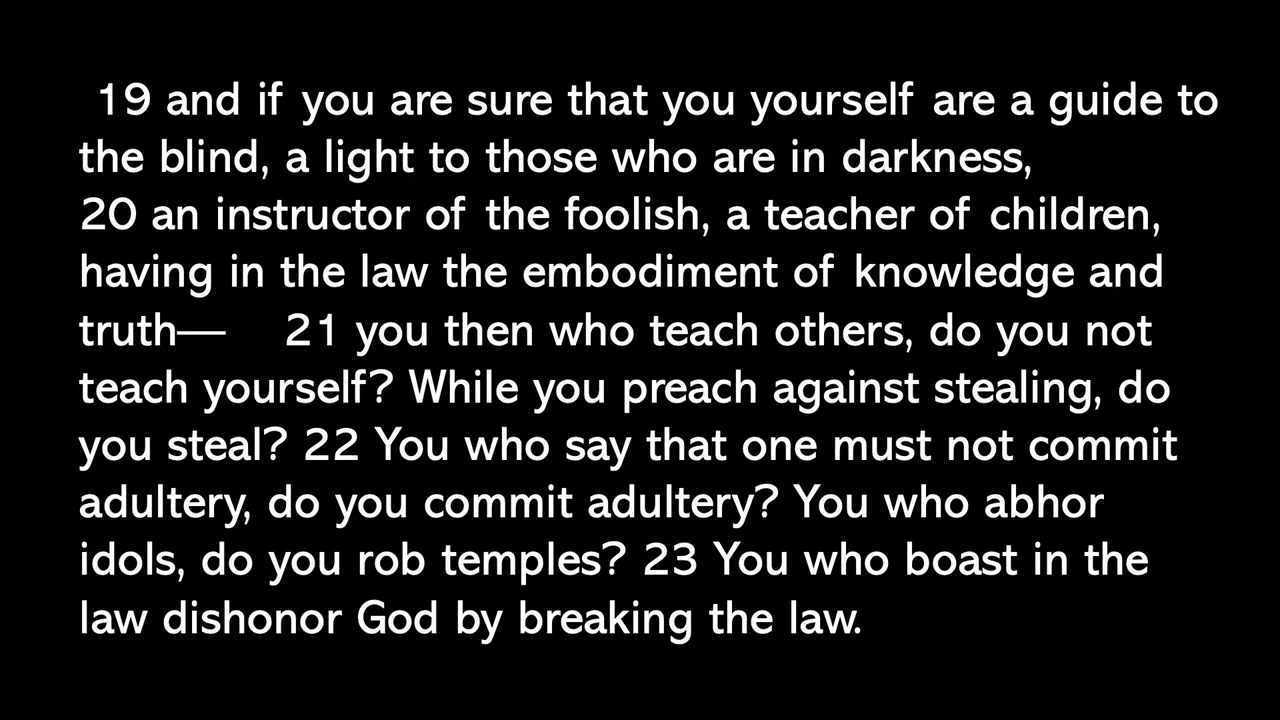 19 and if you are sure that you yourself are a guide to
the blind, a light to those who are in darkness,
20 an instructor of the foolish, a teacher of children,
having in the law the embodiment of knowledge and
truth— 21 you then who teach others, do you not
teach yourself? While you preach against stealing, do
you steal? 22 You who say that one must not commit
adultery, do you commit adultery? You who abhor
idols, do you rob temples? 23 You who boast in the
law dishonor God by breaking the law.